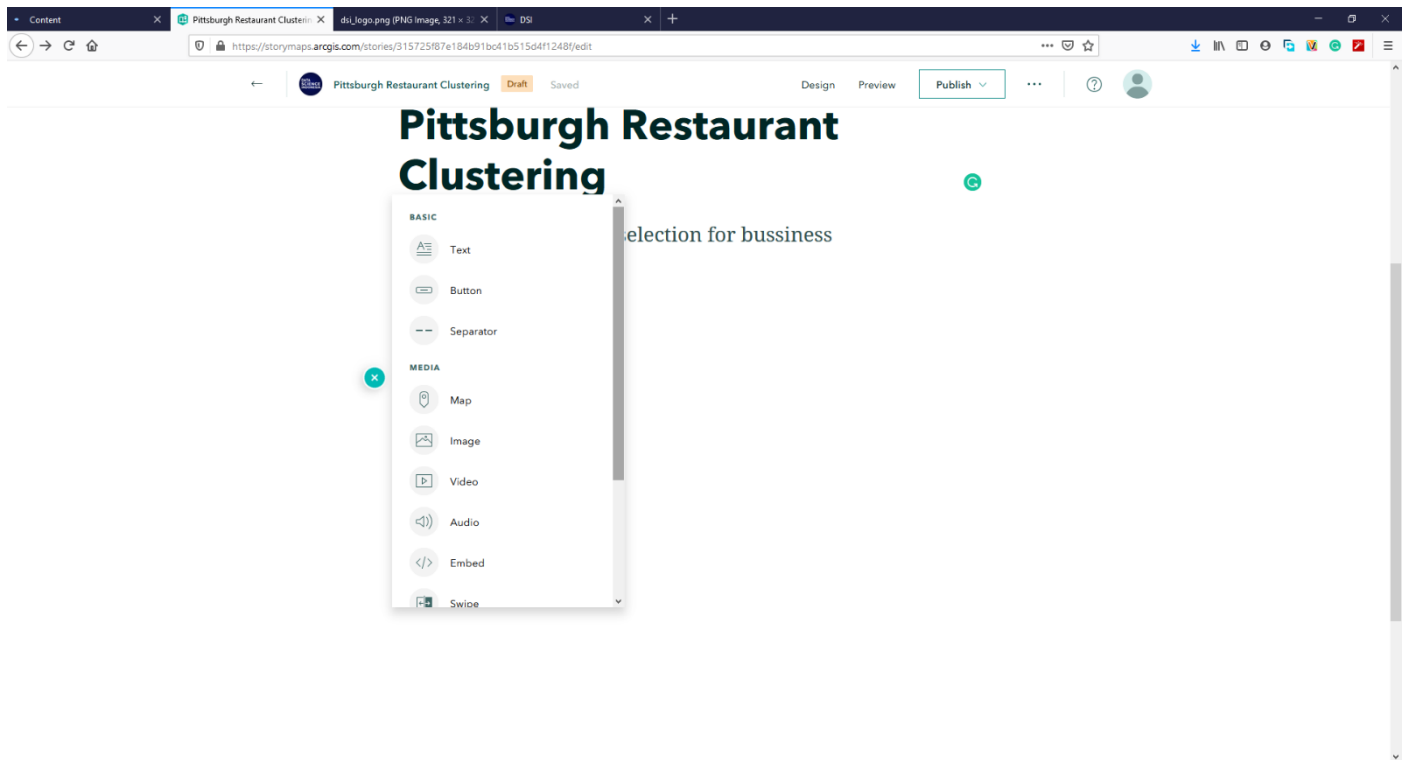 Content
Pittsburgh Restaurant Clusterin
dsi_logo.png (PNG Image, 321 × 32
DSI
https://storymaps.arcgis.com/stories/315725f87e184b91bc41b515d4f1248f/edit
Pittsburgh Restaurant Clustering Draft Saved Design Preview Publish
Pittsburgh Restaurant
Clustering
selection for bussiness
BASIC
Text
Button
Separator
MEDIA
Map
Image
Video
Audio
Embed
Swipe